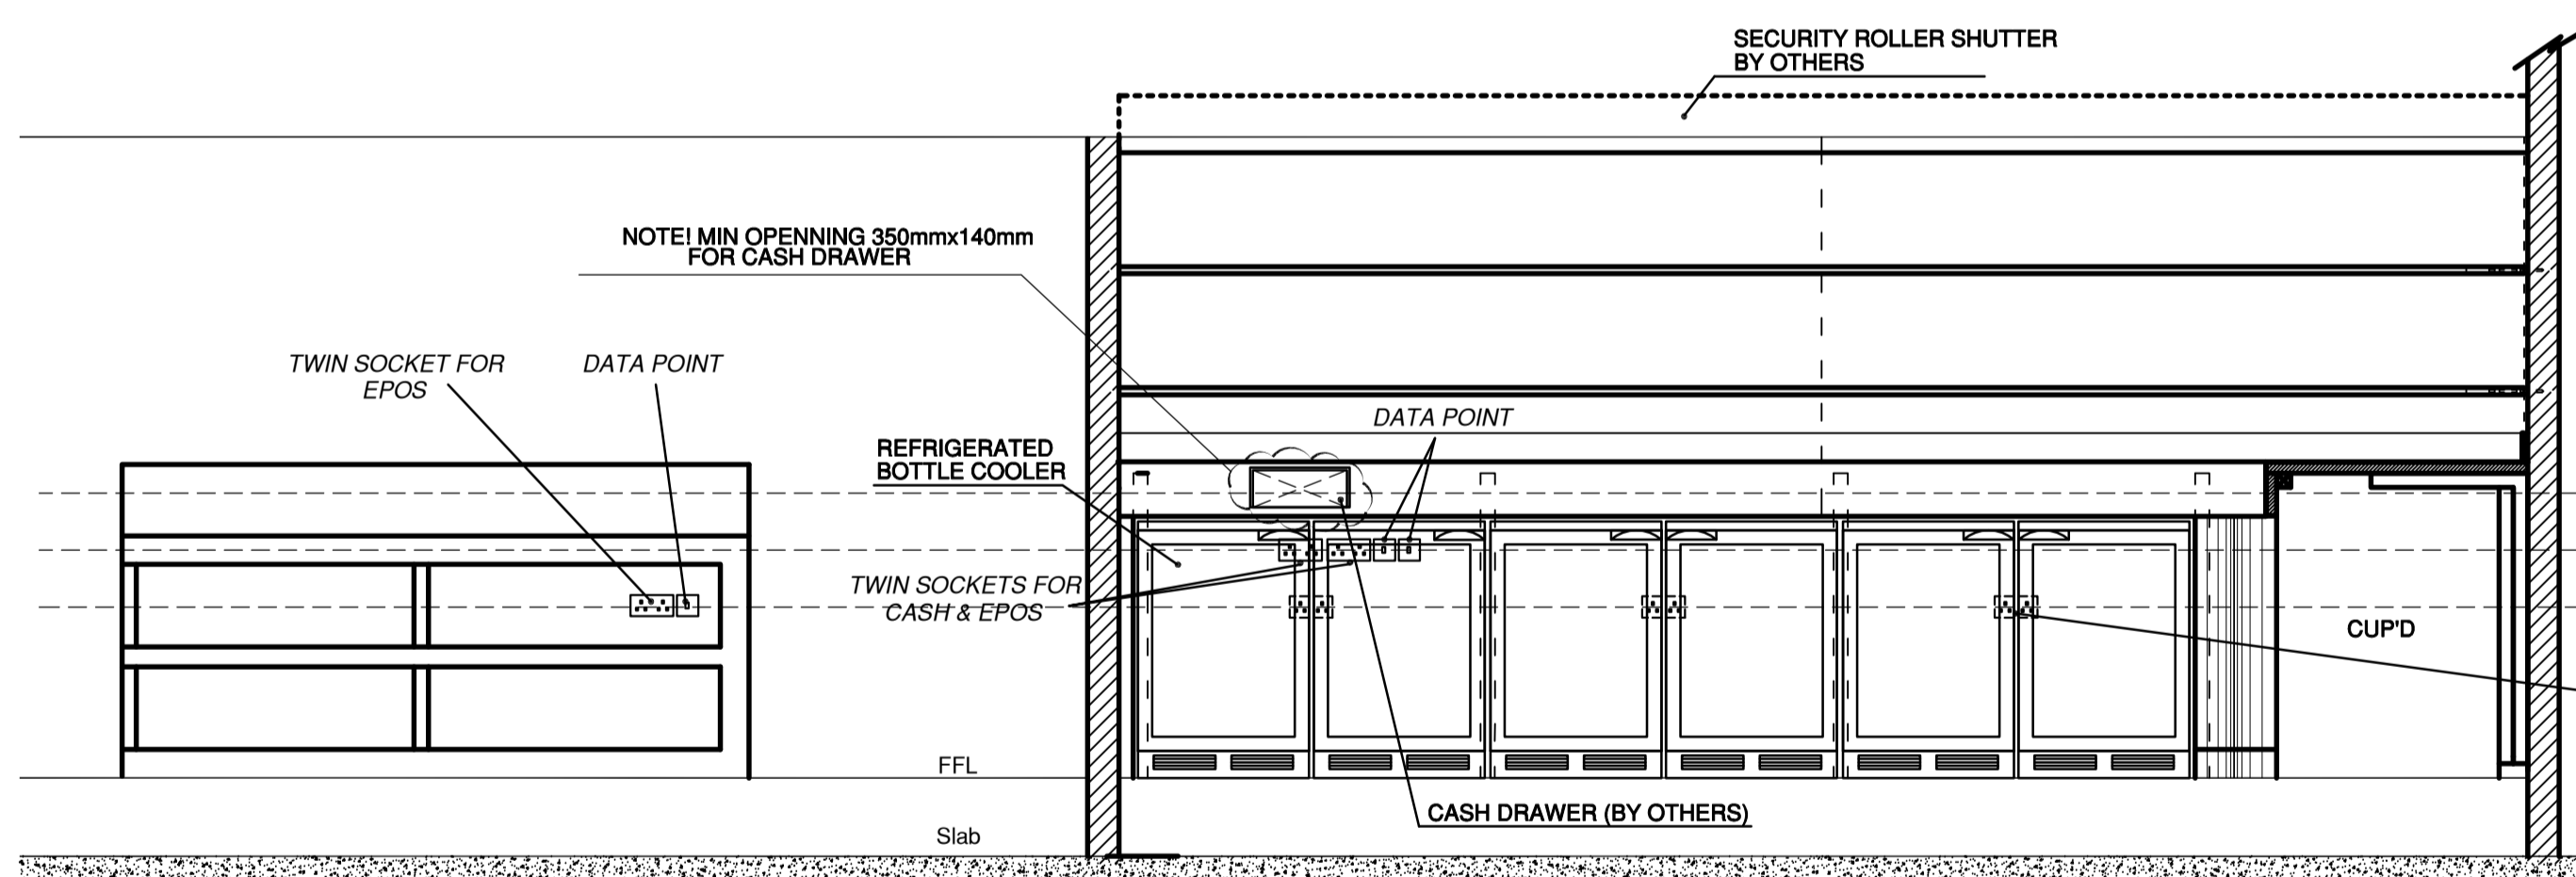 SECURITY ROLLER SHUTTER
BY OTHERS
NOTE! MIN OPENNING 350mmx140mm
FOR CASH DRAWER
TWIN SOCKET FOR
EPOS
DATA POINT
DATA POINT
REFRIGERATED
BOTTLE COOLER
TWIN SOCKETS FOR
CASH & EPOS
CUP'D
FFL
CASH DRAWER (BY OTHERS)
Slab